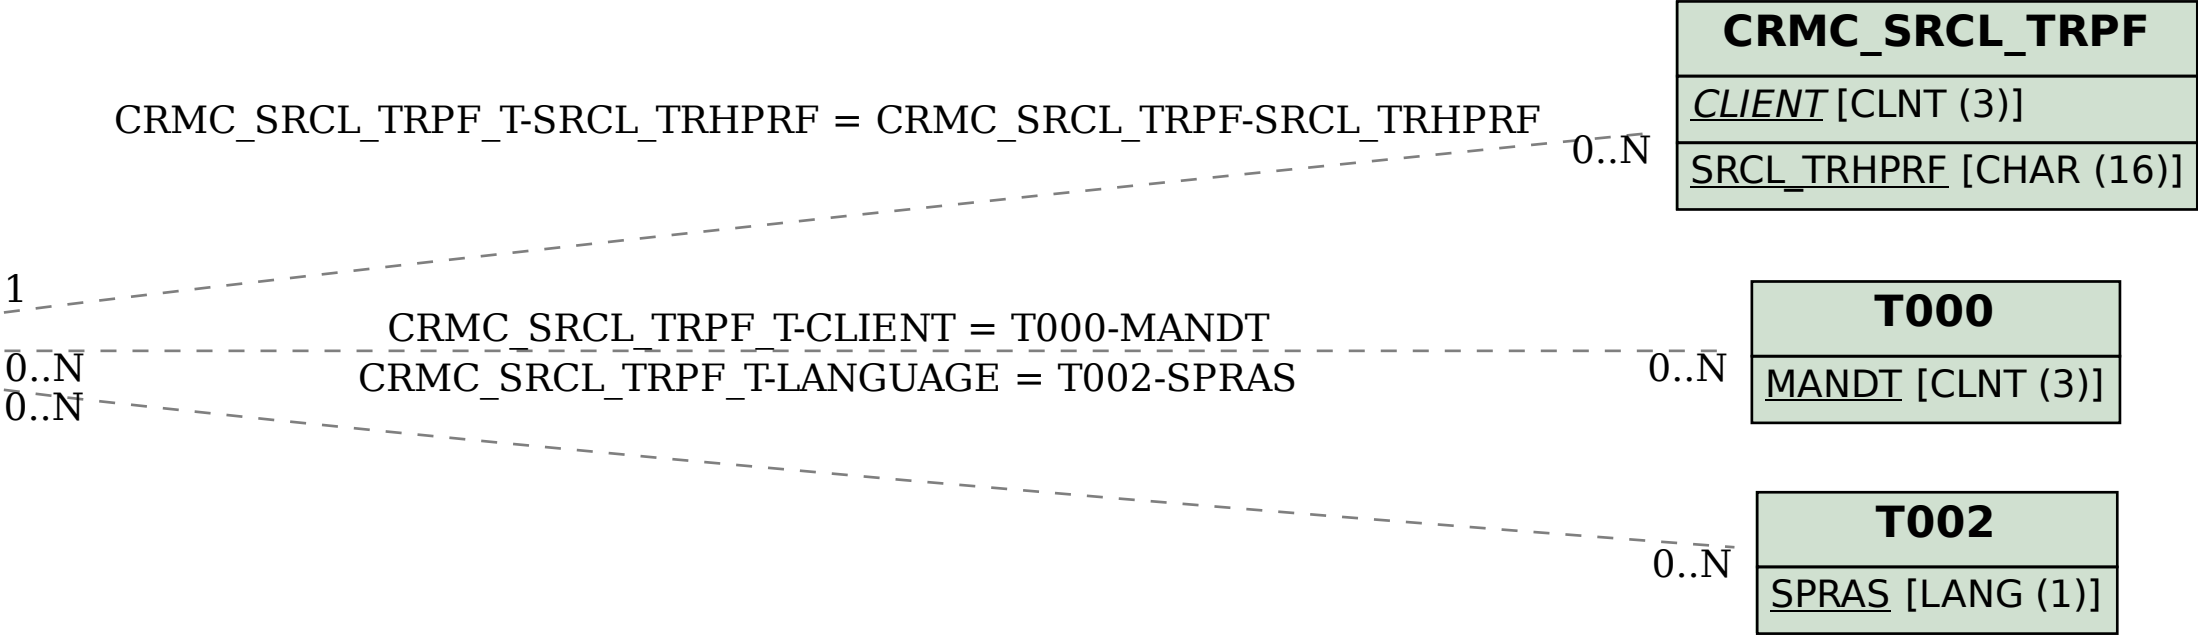 CRMC_SRCL_TRPF
CLIENT [CLNT (3)]
SRCL_TRHPRF [CHAR (16)]
CRMC_SRCL_TRPF_T-SRCL_TRHPRF = CRMC_SRCL_TRPF-SRCL_TRHPRF
0..N
1
CRMC_SRCL_TRPF_T-CLIENT = T000-MANDT
0..N
0..N
T000
MANDT [CLNT (3)]
CRMC_SRCL_TRPF_T-LANGUAGE = T002-SPRAS
0..N
0..N
T002
SPRAS [LANG (1)]